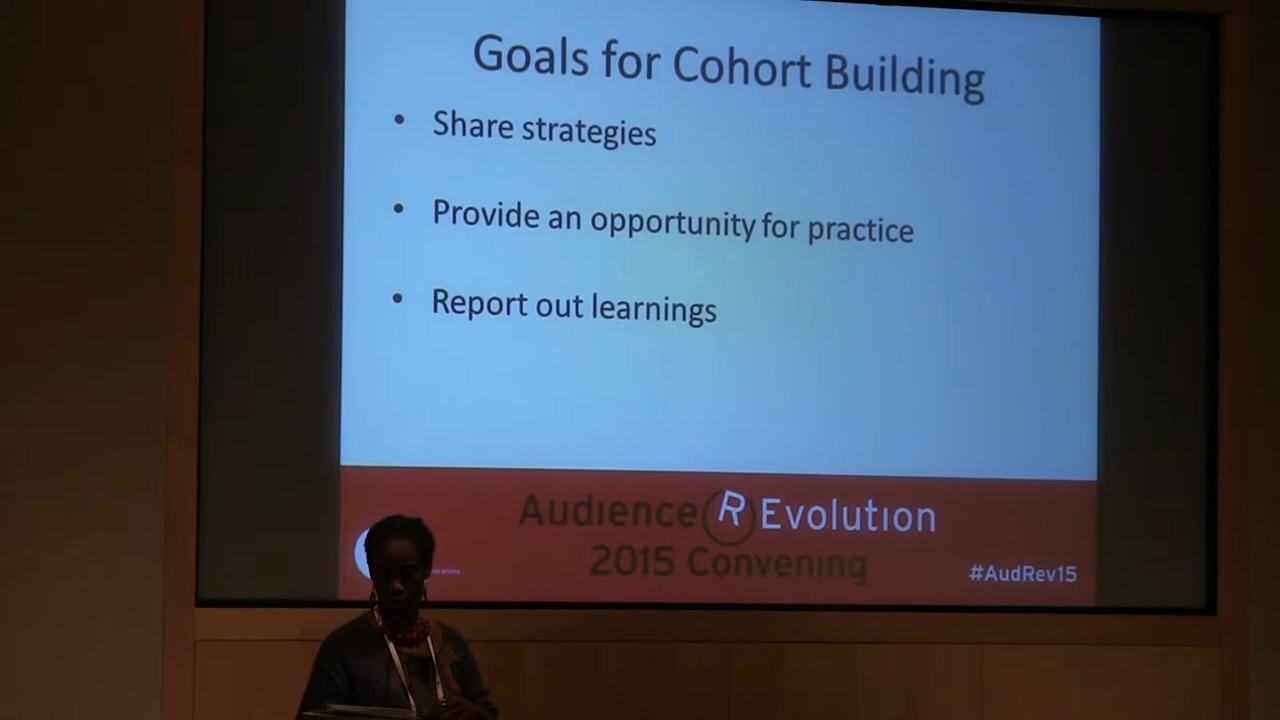 Goals for Cohort Building
• Share strategies
• Provide an opportunity for practice
• Report out learnings
Audience R Evolution
2015 Convening
#AudRev15